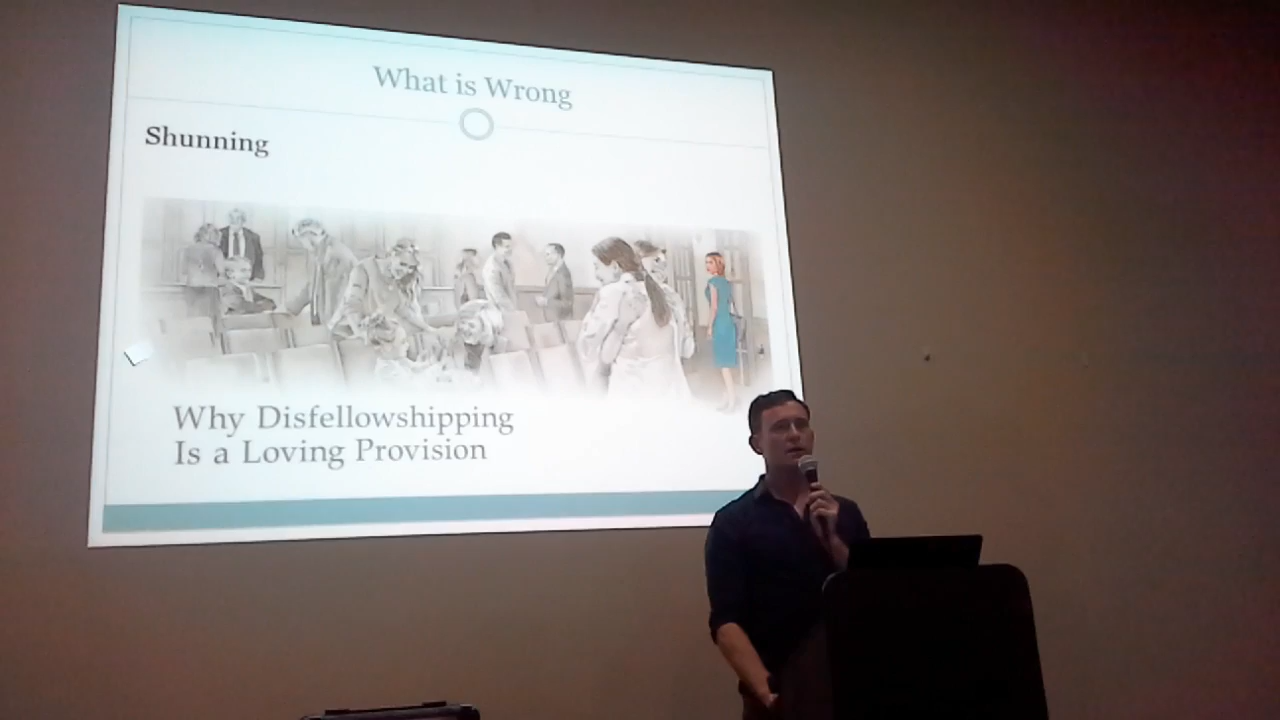 What is Wrong
Shunning
Why Disfellowshipping
Is a Loving Provision